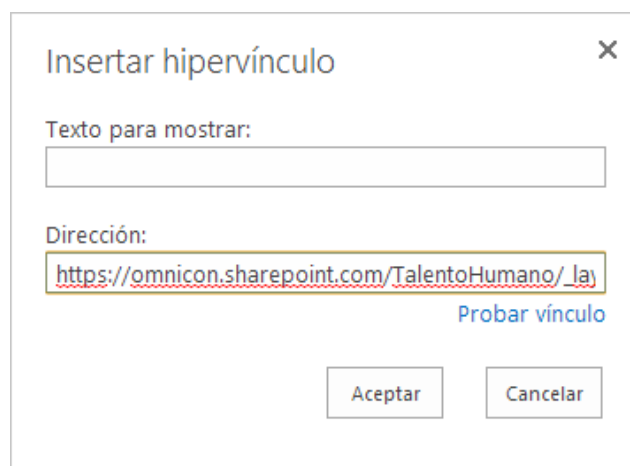 Insertar hipervínculo
Texto para mostrar:
Dirección:
https://omnicon.sharepoint.com/TalentoHumano/_lay
Probar vínculo
Aceptar Cancelar